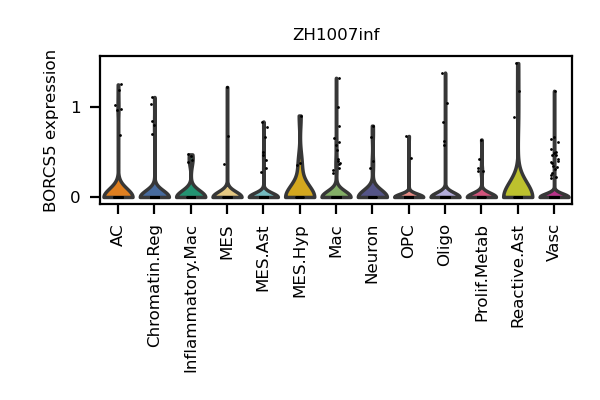 ZH1007inf
BORCS5 expression
1
0
AC
Chromatin.Reg
Inflammatory.Mac
MES
MES.Ast
MES.Hyp
Mac
Neuron
OPC
Oligo
Prolif.Metab
Reactive.Ast
Vasc